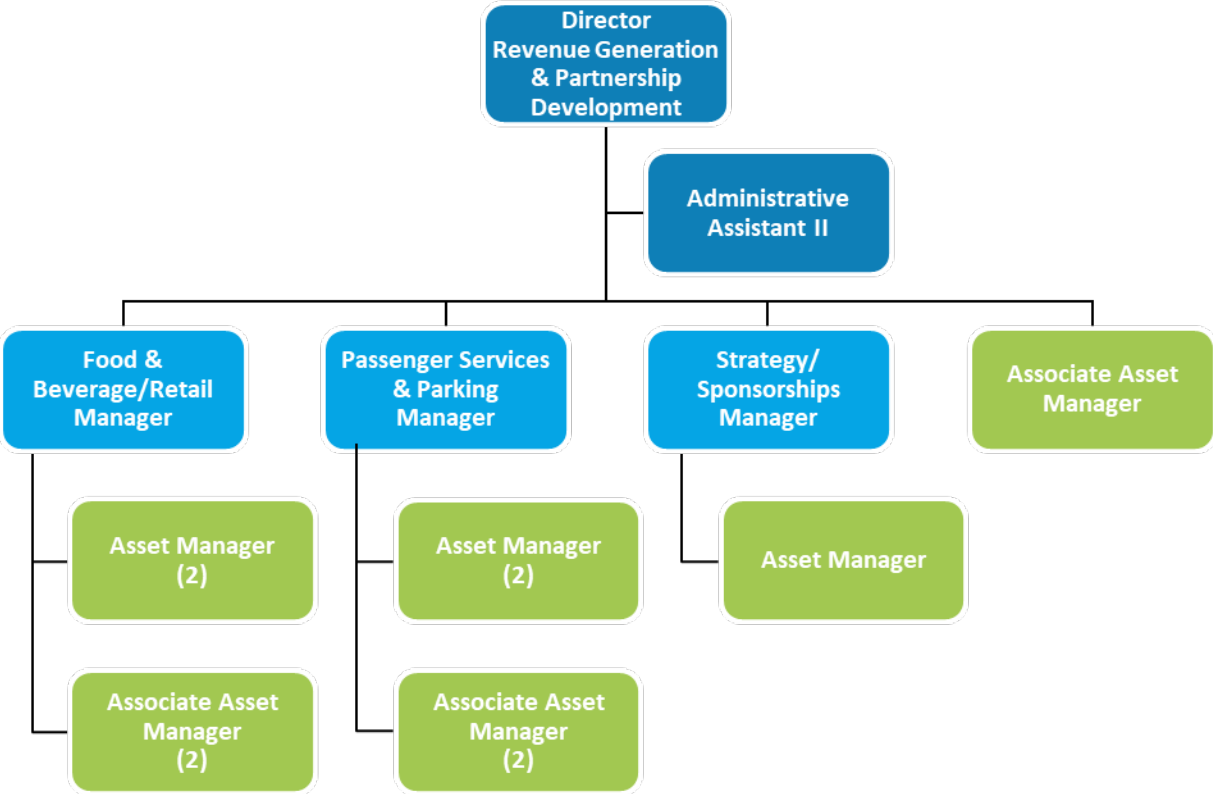 Director
Revenue Generation
& Partnership
Development
Administrative
Assistant II
Food &
Beverage/Retail
Manager
Passenger Services
& Parking
Manager
Strategy/
Sponsorships
Manager
Associate Asset
Manager
Asset Manager
(2)
Asset Manager
(2)
Asset Manager
Associate Asset
Manager
(2)
Associate Asset
Manager
(2)